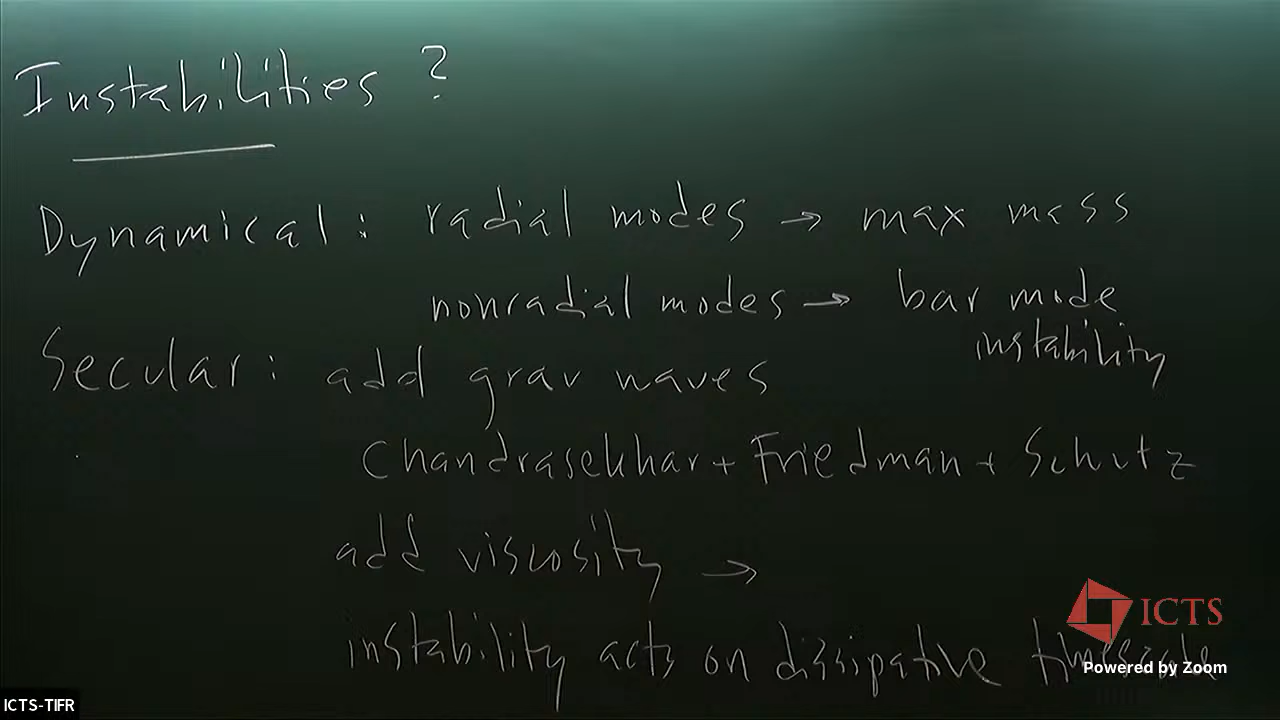 Instabilities ?
Dynamical : radial modes → max mass
nonradial modes → bar mode
instability
Secular : add grav waves
Chandrasekhar + Friedman + Schutz
add viscosity →
instability acts on dissipative timescale
ICTS
Powered by Zoom
ICTS-TIFR